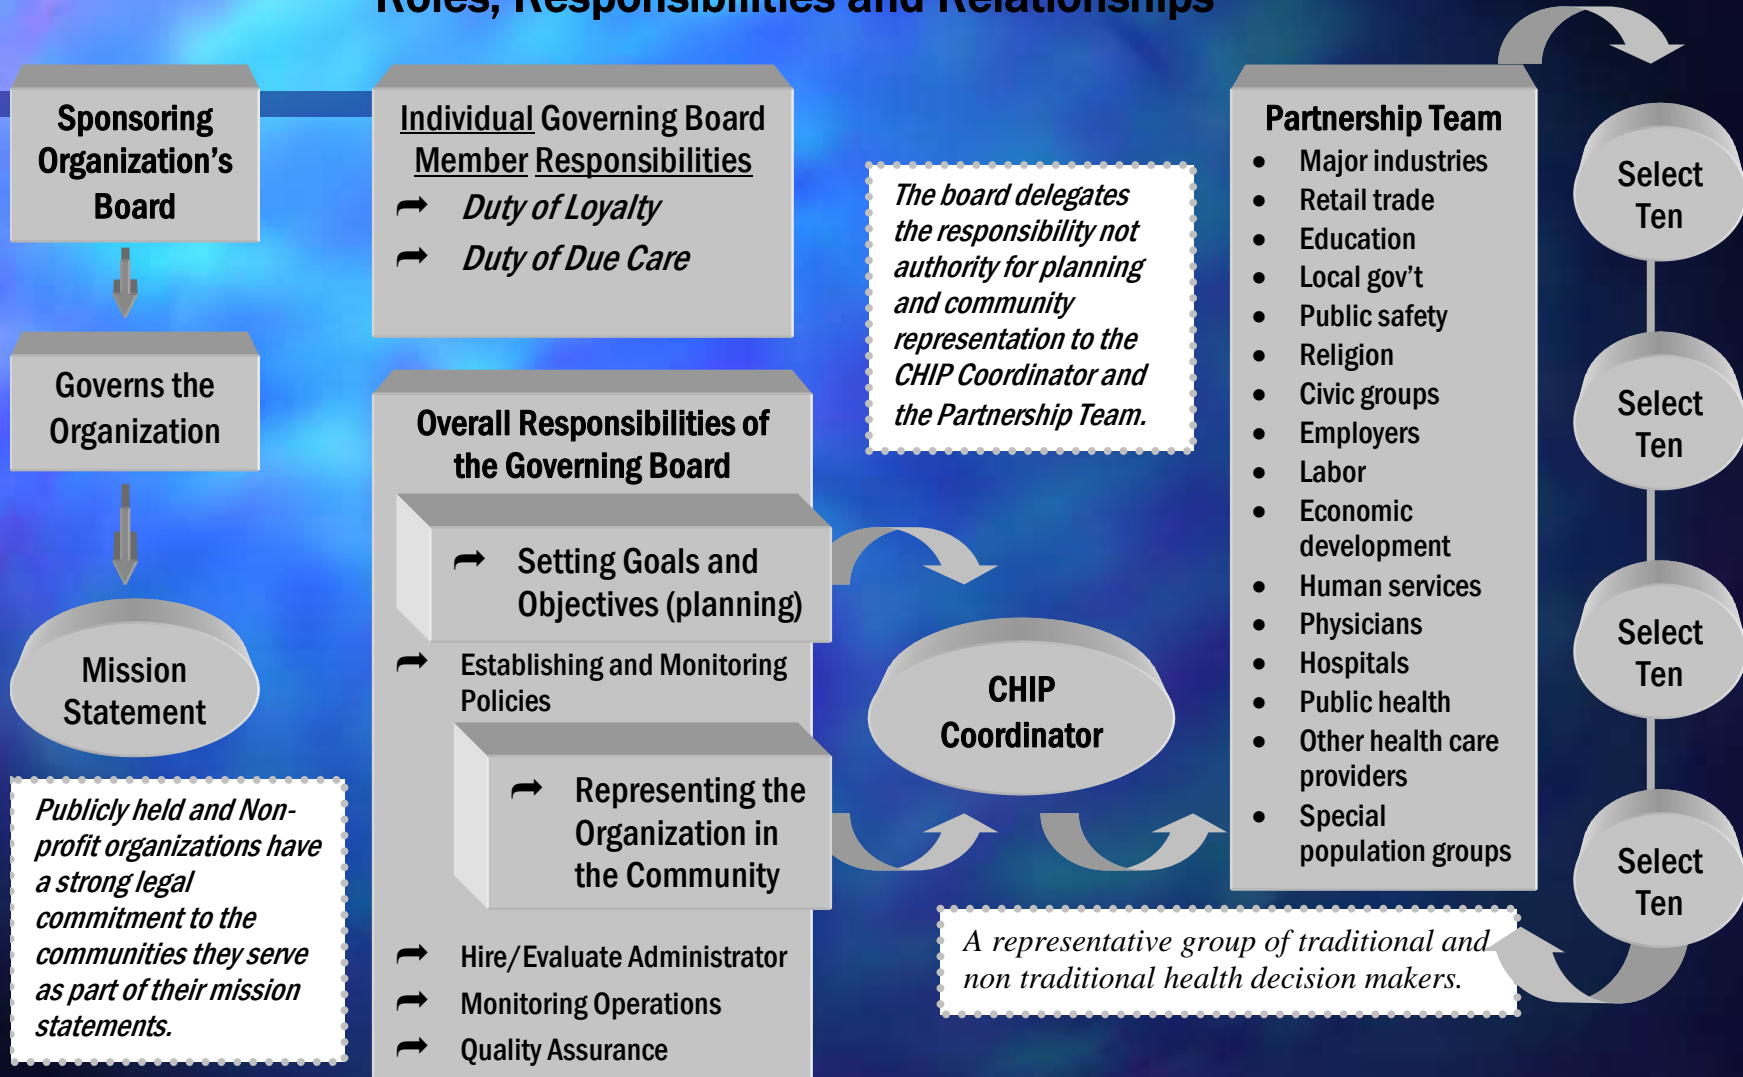 Roles, Responsibilities and Relationships
Sponsoring
Organization's
Board
Governs the
Organization
Mission
Statement
Publicly held and Non-
profit organizations have
a strong legal
commitment to the
communities they serve
as part of their mission
statements.
Individual Governing Board
Member Responsibilities
Duty of Loyalty
Duty of Due Care
Overall Responsibilities of
the Governing Board
Setting Goals and
Objectives (planning)
Establishing and Monitoring
Policies
Representing the
Organization in
the Community
Hire/Evaluate Administrator
Monitoring Operations
Quality Assurance
The board delegates
the responsibility not
authority for planning
and community
representation to the
CHIP Coordinator and
the Partnership Team.
CHIP
Coordinator
Partnership Team
• Major industries
• Retail trade
• Education
• Local gov't
• Public safety
• Religion
• Civic groups
• Employers
• Labor
• Economic
development
• Human services
• Physicians
• Hospitals
• Public health
• Other health care
providers
• Special
population groups
A representative group of traditional and
non traditional health decision makers.
Select
Ten
Select
Ten
Select
Ten
Select
Ten